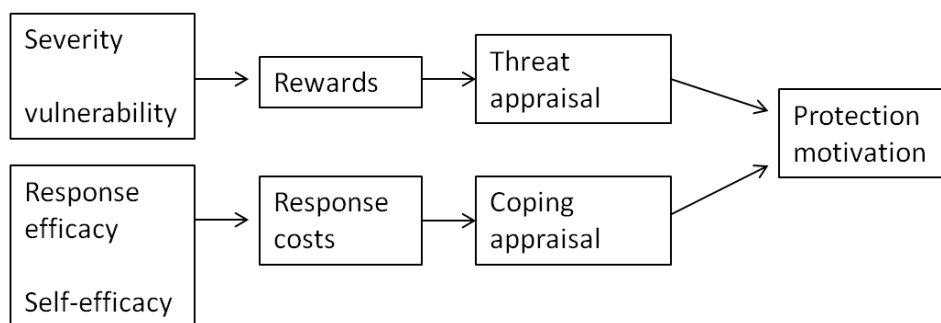 Severity
vulnerability
Rewards
Threat
appraisal
Protection
motivation
Response
efficacy
Self-efficacy
Response
costs
Coping
appraisal